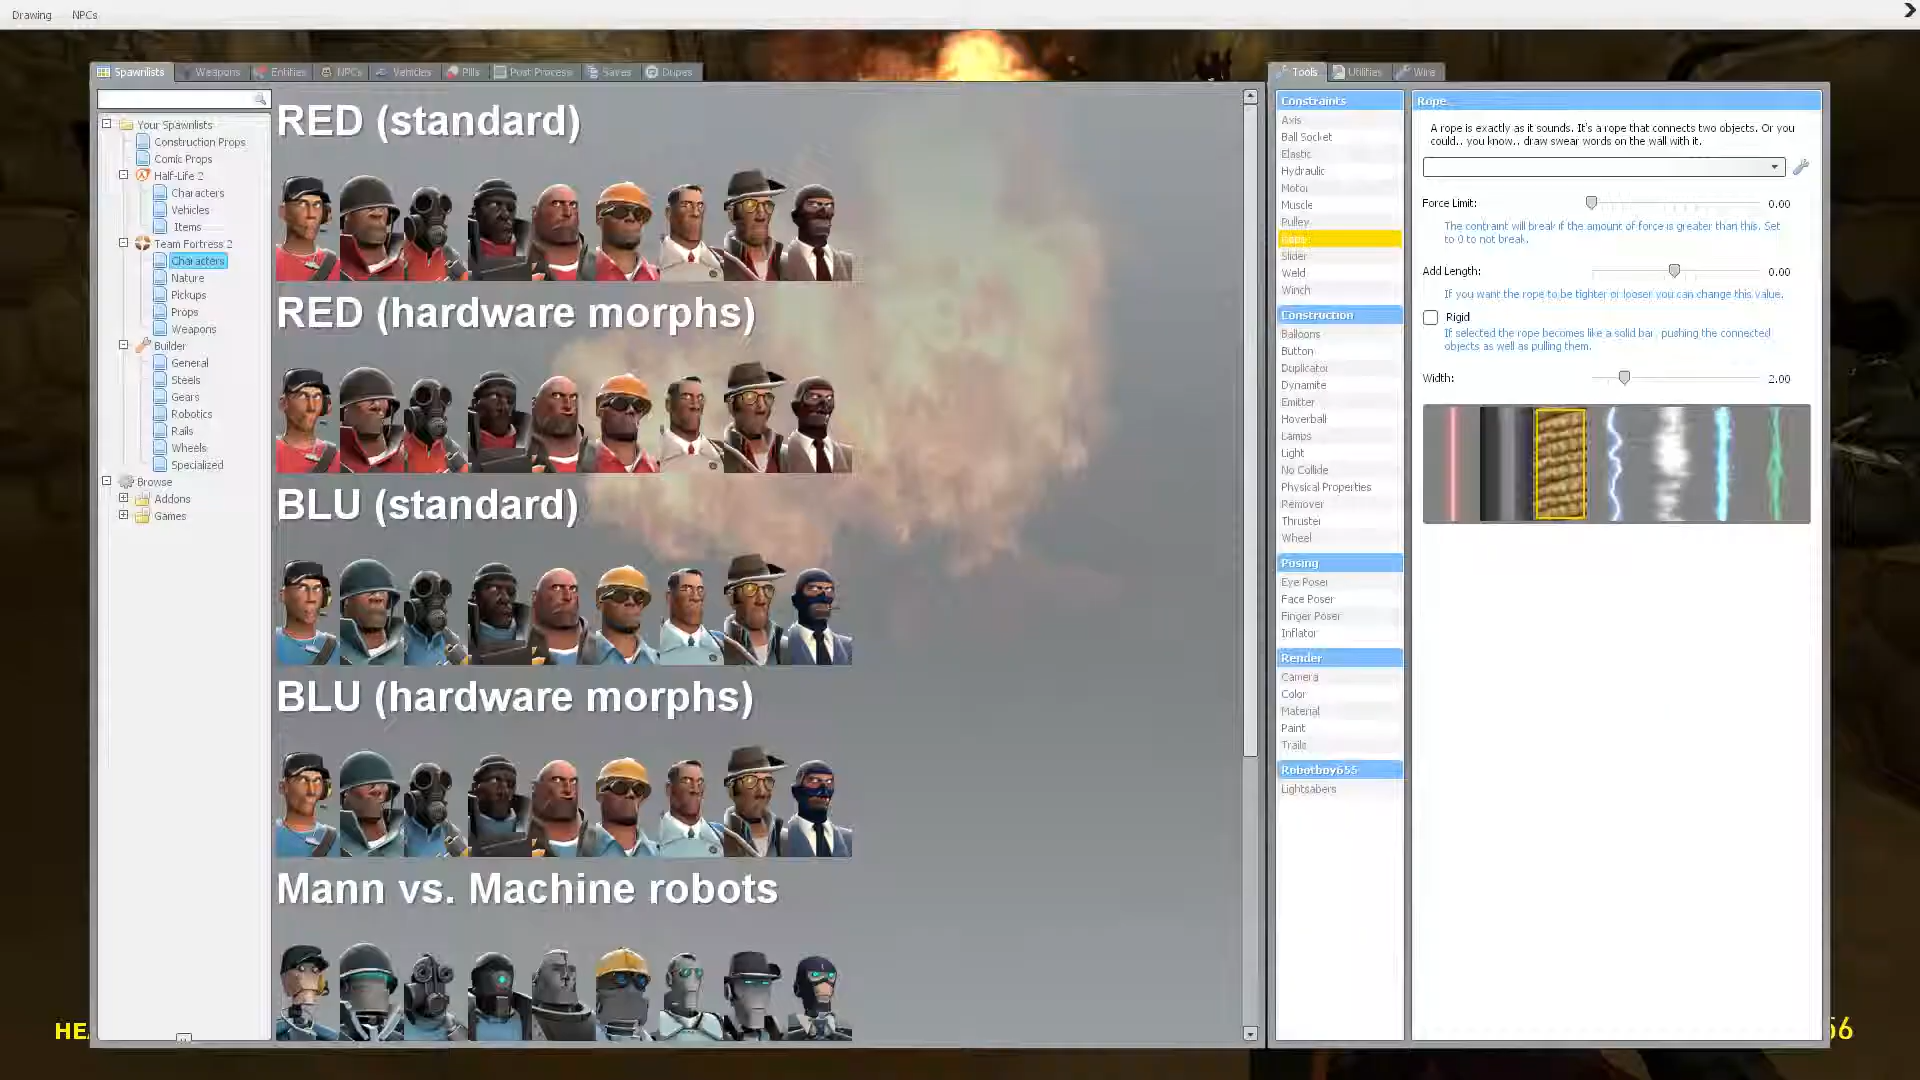 Drawing NPCs
Spawnlists Weapons Entities NPCs Vehicles Pills Post Process Saves Dupes
Your Spawnlists
Construction Props
Comic Props
Half-Life 2
Characters
Vehicles
Items
Team Fortress 2
Characters
Nature
Pickups
Props
Weapons
Builder
General
Steels
Gears
Robotics
Rails
Wheels
Specialized
Browse
Addons
Games
RED (standard)
RED (hardware morphs)
BLU (standard)
BLU (hardware morphs)
Mann vs. Machine robots
Tools Utilities Wire
Constraints
Axis
Ball Socket
Elastic
Hydraulic
Motor
Muscle
Pulley
Rope
Slider
Weld
Winch
Construction
Balloons
Button
Duplicator
Dynamite
Emitter
Hoverball
Lamps
Light
No Collide
Physical Properties
Remover
Thruster
Wheel
Posing
Eye Poser
Face Poser
Finger Poser
Inflator
Render
Camera
Color
Material
Paint
Trails
Robotboy655
Lightsabers
Rope
A rope is exactly as it sounds. It's a rope that connects two objects. Or you
could.. you know.. draw swear words on the wall with it.
Force Limit: 0.00
The contraint will break if the amount of force is greater than this. Set
to 0 to not break.
Add Length: 0.00
If you want the rope to be tighter or looser you can change this value.
Rigid
If selected the rope becomes like a solid bar, pushing the connected
objects as well as pulling them.
Width: 2.00